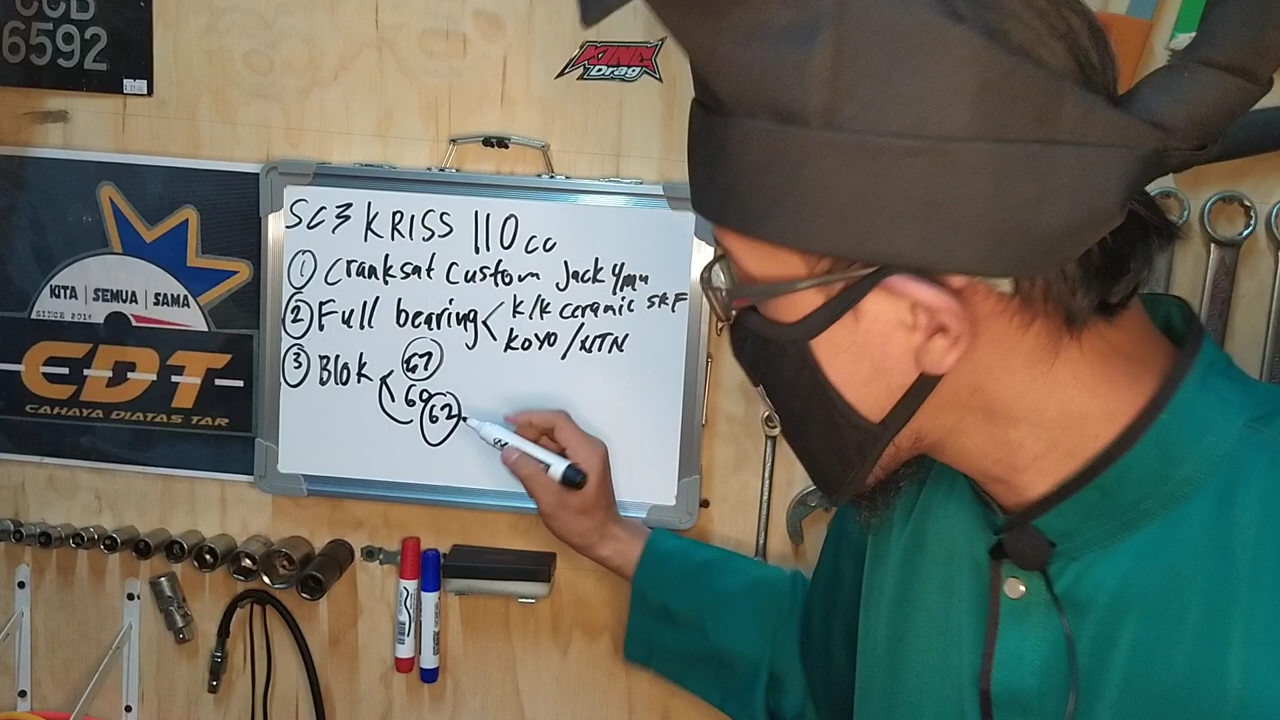 CCB
6592
KING
Drag
KITA | SEMUA | SAMA
SINCE 2016
CDT
CAHAYA DIATAS TAR
SC3 KRISS 110cc
① Cranksat Custom Jack Ypm
② Full bearing < K/K ceramic SKF
KOYO/NTN
③ Blok 67
60
62